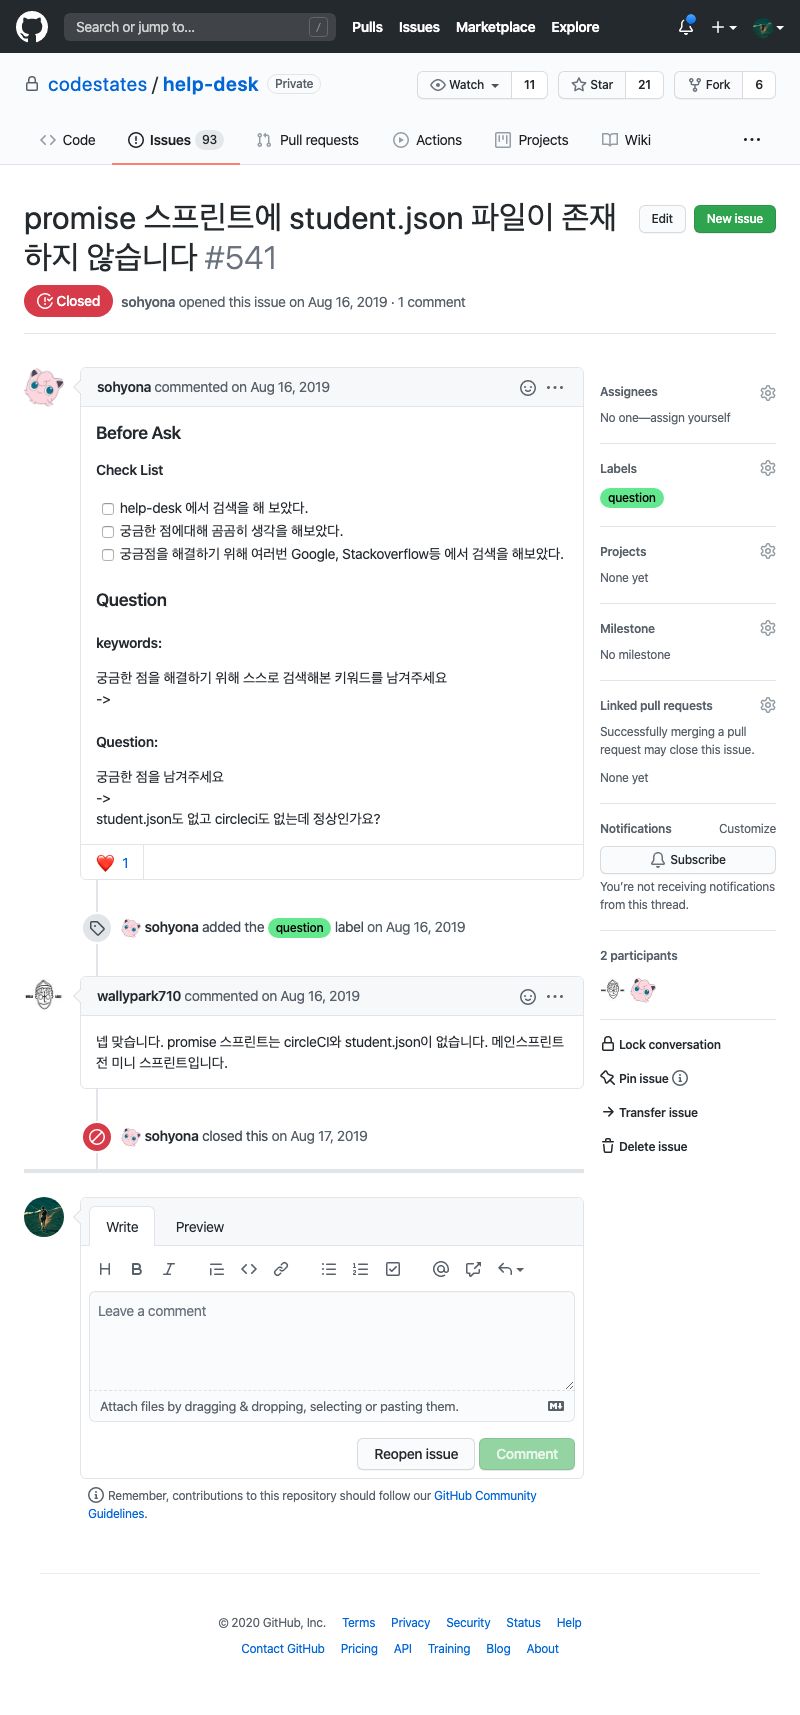 Search or jump to... /
Pulls Issues Marketplace Explore
codestates / help-desk Private
Watch 11 Star 21 Fork 6
Code Issues 93 Pull requests Actions Projects Wiki
promise 스프린트에 student.json 파일이 존재
하지 않습니다 #541
Edit New issue
Closed sohyona opened this issue on Aug 16, 2019 · 1 comment
sohyona commented on Aug 16, 2019
Before Ask
Check List
help-desk 에서 검색을 해 보았다.
궁금한 점에대해 곰곰히 생각을 해보았다.
궁금점을 해결하기 위해 여러번 Google, Stackoverflow등 에서 검색을 해보았다.
Question
keywords:
궁금한 점을 해결하기 위해 스스로 검색해본 키워드를 남겨주세요
->
Question:
궁금한 점을 남겨주세요
->
student.json도 없고 circleci도 없는데 정상인가요?
❤️ 1
sohyona added the question label on Aug 16, 2019
wallypark710 commented on Aug 16, 2019
넵 맞습니다. promise 스프린트는 circleCI와 student.json이 없습니다. 메인스프린트
전 미니 스프린트입니다.
sohyona closed this on Aug 17, 2019
Assignees
No one—assign yourself
Labels
question
Projects
None yet
Milestone
No milestone
Linked pull requests
Successfully merging a pull
request may close this issue.
None yet
Notifications Customize
Subscribe
You're not receiving notifications
from this thread.
2 participants
Lock conversation
Pin issue
Transfer issue
Delete issue
Write Preview
H B I
Leave a comment
Attach files by dragging & dropping, selecting or pasting them.
Reopen issue Comment
Remember, contributions to this repository should follow our GitHub Community
Guidelines.
© 2020 GitHub, Inc. Terms Privacy Security Status Help
Contact GitHub Pricing API Training Blog About